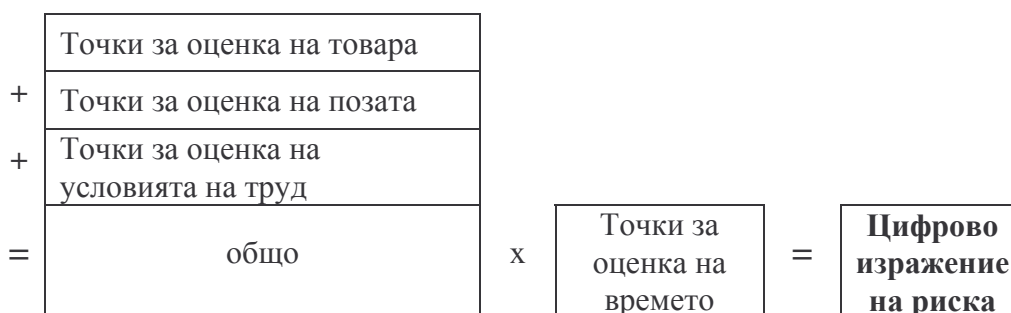 Точки за оценка на товара
+ Точки за оценка на позата
+ Точки за оценка на
условията на труд
= общо x Точки за
оценка на
времето = Цифрово
изражение
на риска